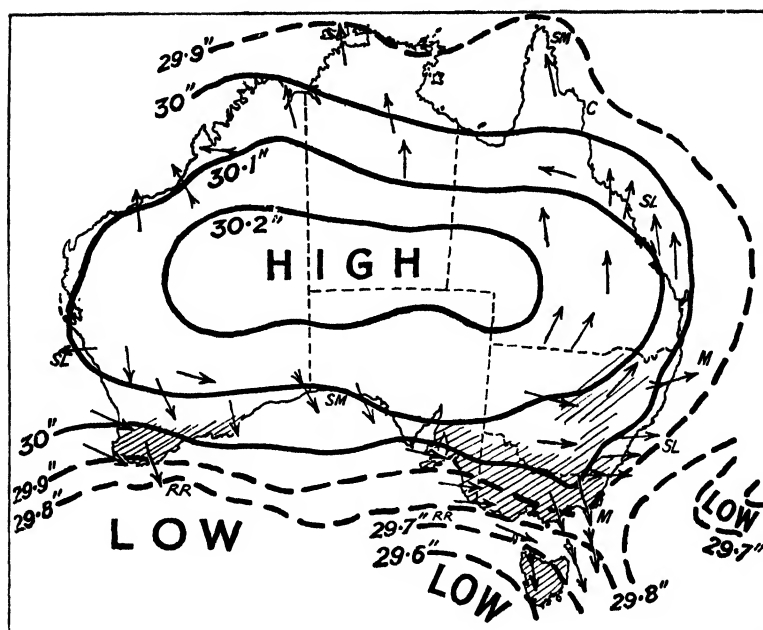 29·9"
SM
30"
C
30·1"
SL
30·2"
HIGH
SL
M
SM
30"
SL
29·9"
RR
29·8"
LOW
LOW
29·7" RR
M
29·7"
29·6"
LOW
29·8"